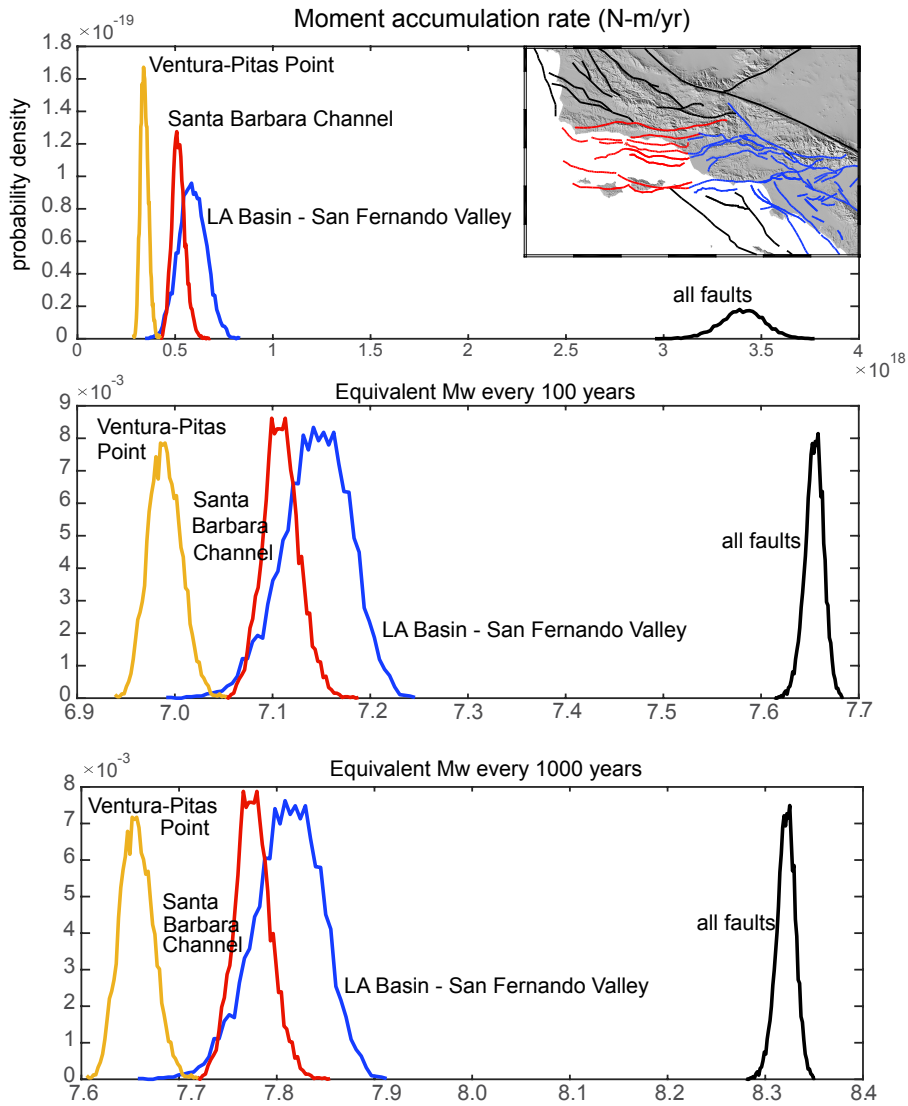 Moment accumulation rate (N-m/yr)
×10⁻¹⁹
1.8
1.6
1.4
1.2
1.0
0.8
0.6
0.4
0.19
0
probability density
Ventura-Pitas Point
Santa Barbara Channel
LA Basin - San Fernando Valley
all faults
0 0.5 1 1.5 2 2.5 3 3.5 4
×10¹⁸
Equivalent Mw every 100 years
×10⁻³
9
8
7
6
5
4
3
2
1
0
Ventura-Pitas
Point
Santa
Barbara
Channel
all faults
LA Basin - San Fernando Valley
6.9 7.0 7.1 7.2 7.3 7.4 7.5 7.6 7.7
Equivalent Mw every 1000 years
×10⁻³
8
7
6
5
4
3
2
1
0
Ventura-Pitas
Point
Santa
Barbara
Channel
all faults
LA Basin - San Fernando Valley
7.6 7.7 7.8 7.9 8.0 8.1 8.2 8.3 8.4